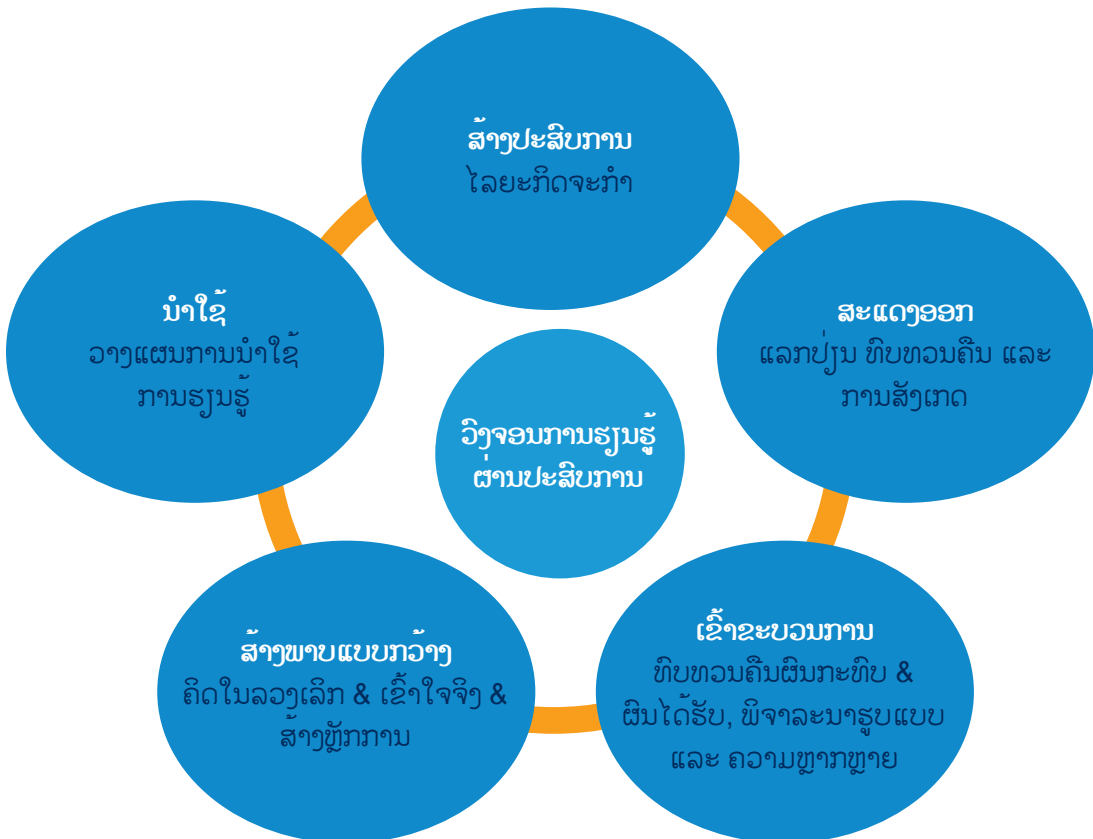 ສ້າງປະສົບການ
ໄລຍະກິດຈະກຳ
ສະແດງອອກ
ແລກປ່ຽນ ທົບທວນຄືນ ແລະ
ການສັງເກດ
ເຂົ້າຂະບວນການ
ທົບທວນຄືນຜົນກະທົບ &
ຜົນໄດ້ຮັບ, ພິຈາລະນາຮູບແບບ
ແລະ ຄວາມຫຼາກຫຼາຍ
ສ້າງພາບແບບກວ້າງ
ຄິດໃນລວງເລິກ & ເຂົ້າໃຈຈິງ &
ສ້າງຫຼັກການ
ນຳໃຊ້
ວາງແຜນການນຳໃຊ້
ການຮຽນຮູ້
ວົງຈອນການຮຽນຮູ້
ຜ່ານປະສົບການ